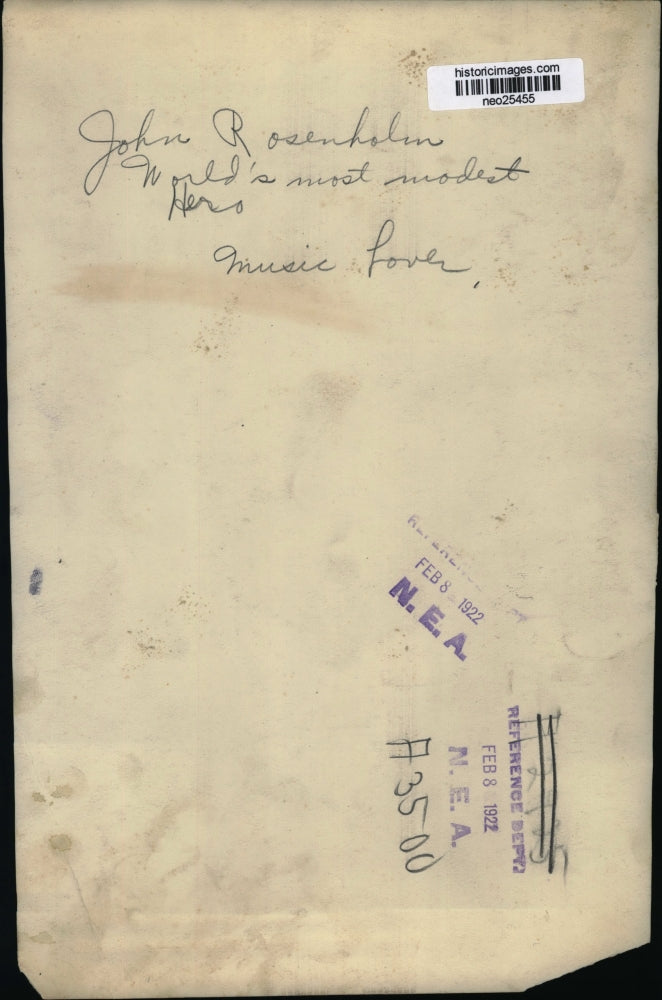 historicimages.com
neo25455
John Rosenholm
World's most modest
Hero
Music Lover,
FEB 8 1922
N.E.A.
REFERENCE DEPT.
FEB 8 1922
N.E.A.
A3500